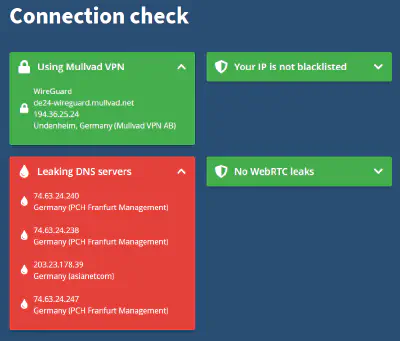 Connection check
Using Mullvad VPN
WireGuard
de24-wireguard.mullvad.net
194.36.25.24
Undenheim, Germany (Mullvad VPN AB)
Your IP is not blacklisted
Leaking DNS servers
74.63.24.240
Germany (PCH Franfurt Management)
74.63.24.238
Germany (PCH Franfurt Management)
203.23.178.39
Germany (asianetcom)
74.63.24.247
Germany (PCH Franfurt Management)
No WebRTC leaks